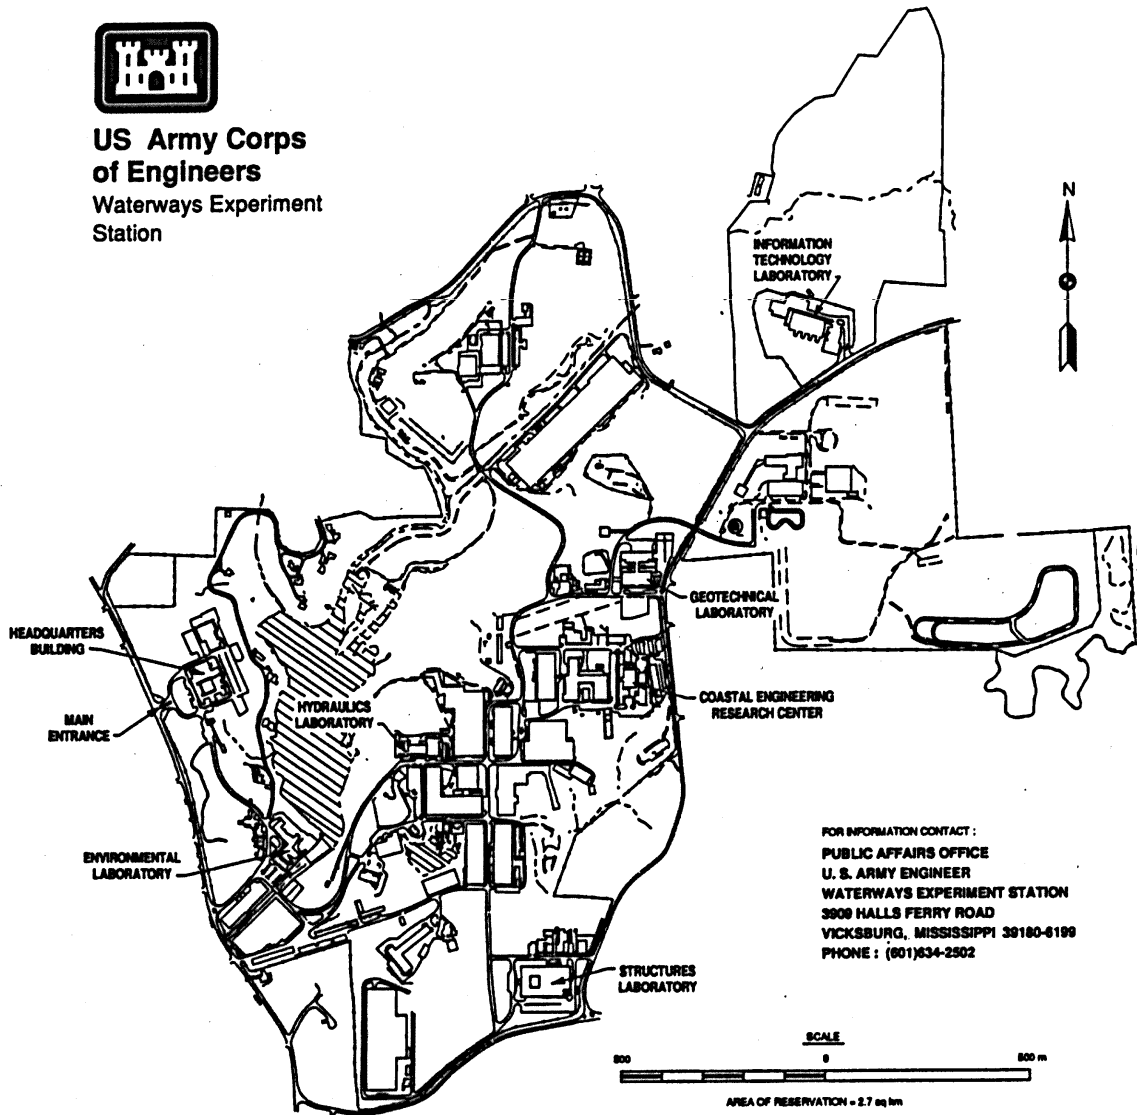 US Army Corps
of Engineers
Waterways Experiment
Station
N
INFORMATION
TECHNOLOGY
LABORATORY
GEOTECHNICAL
LABORATORY
HEADQUARTERS
BUILDING
MAIN
ENTRANCE
HYDRAULICS
LABORATORY
COASTAL ENGINEERING
RESEARCH CENTER
ENVIRONMENTAL
LABORATORY
STRUCTURES
LABORATORY
FOR INFORMATION CONTACT :
PUBLIC AFFAIRS OFFICE
U. S. ARMY ENGINEER
WATERWAYS EXPERIMENT STATION
3909 HALLS FERRY ROAD
VICKSBURG, MISSISSIPPI 39180-6199
PHONE : (601)634-2502
SCALE
500 0 500 m
AREA OF RESERVATION = 2.7 sq km